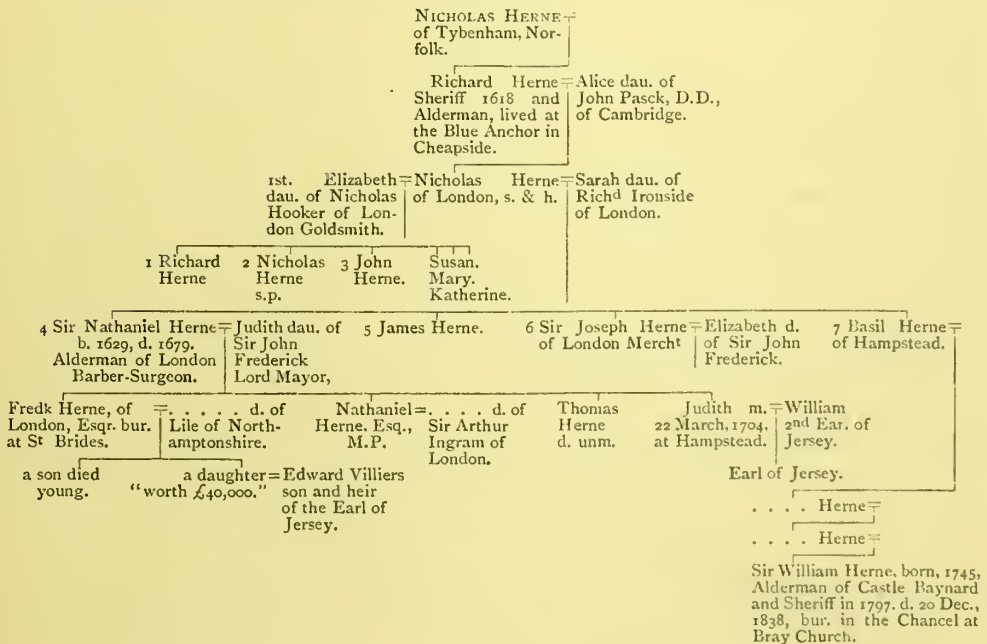 NICHOLAS HERNE
of Tybenham, Nor-
folk.
Richard Herne
Sheriff 1618 and
Alderman, lived at
the Blue Anchor in
Cheapside.
Alice dau. of
John Pasck, D.D.,
of Cambridge.
1st. Elizabeth
dau. of Nicholas
Hooker of Lon-
don Goldsmith.
Nicholas Herne
of London, s. & h.
Sarah dau. of
Richd Ironside
of London.
1 Richard
Herne
2 Nicholas
Herne
s.p.
3 John
Herne.
Susan.
Mary.
Katherine.
4 Sir Nathaniel Herne
b. 1629, d. 1679.
Alderman of London
Barber-Surgeon.
Judith dau. of
Sir John
Frederick
Lord Mayor,
5 James Herne.
6 Sir Joseph Herne
of London Mercht
Elizabeth d.
of Sir John
Frederick.
7 Basil Herne
of Hampstead.
Fredk Herne, of
London, Esqr. bur.
at St Brides.
. . . . . d. of
Lile of North-
amptonshire.
Nathaniel
Herne. Esq.,
M.P.
. . . . d. of
Sir Arthur
Ingram of
London.
Thomas
Herne
d. unm.
Judith m.
22 March, 1704,
at Hampstead.
William
2nd Ear. of
Jersey.
a son died
young.
a daughter
"worth £40,000."
Edward Villiers
son and heir
of the Earl of
Jersey.
Earl of Jersey.
. . . . Herne
. . . . Herne
Sir William Herne, born, 1745,
Alderman of Castle Baynard
and Sheriff in 1797. d. 20 Dec.,
1838, bur. in the Chancel at
Bray Church.